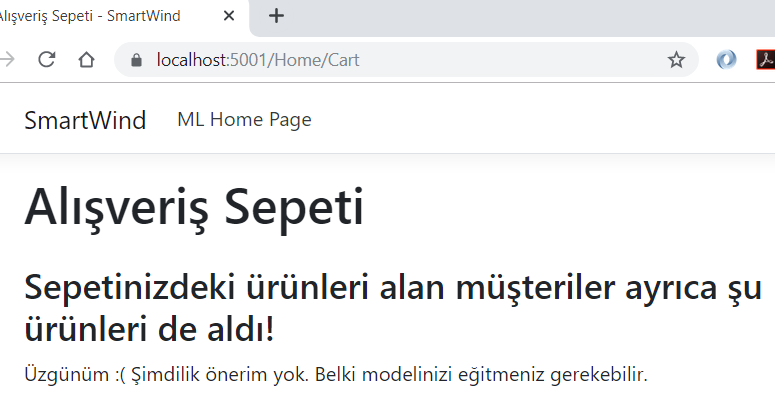 Alışveriş Sepeti - SmartWind
localhost:5001/Home/Cart
SmartWind ML Home Page
Alışveriş Sepeti
Sepetinizdeki ürünleri alan müşteriler ayrıca şu
ürünleri de aldı!
Üzgünüm :( Şimdilik önerim yok. Belki modelinizi eğitmeniz gerekebilir.